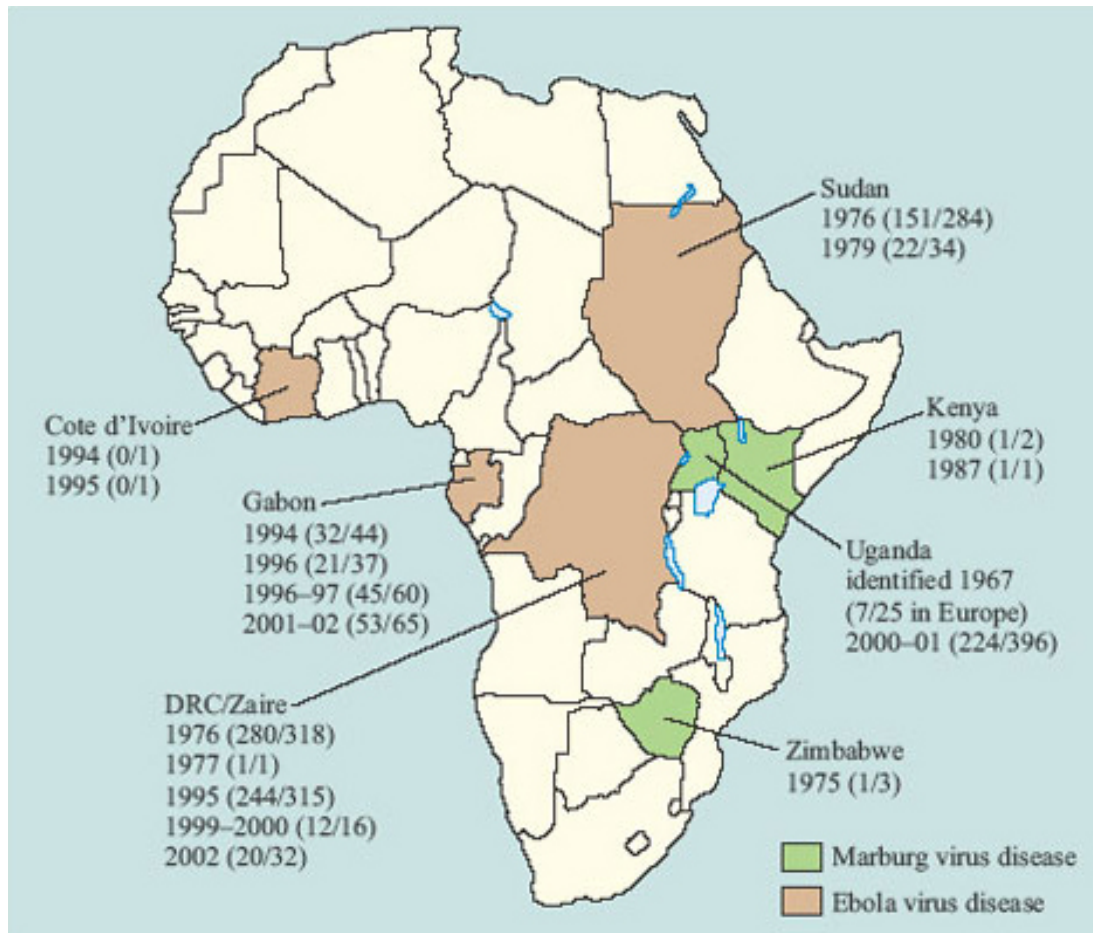 Sudan
1976 (151/284)
1979 (22/34)
Cote d'Ivoire
1994 (0/1)
1995 (0/1)
Kenya
1980 (1/2)
1987 (1/1)
Gabon
1994 (32/44)
1996 (21/37)
1996–97 (45/60)
2001–02 (53/65)
Uganda
identified 1967
(7/25 in Europe)
2000–01 (224/396)
DRC/Zaire
1976 (280/318)
1977 (1/1)
1995 (244/315)
1999–2000 (12/16)
2002 (20/32)
Zimbabwe
1975 (1/3)
Marburg virus disease
Ebola virus disease